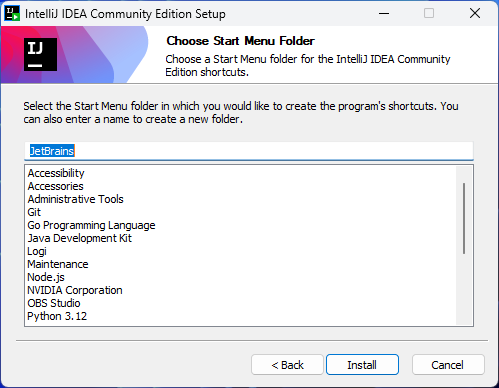 IntelliJ IDEA Community Edition Setup
IJ
Choose Start Menu Folder
Choose a Start Menu folder for the IntelliJ IDEA Community
Edition shortcuts.
Select the Start Menu folder in which you would like to create the program's shortcuts. You
can also enter a name to create a new folder.
JetBrains
Accessibility
Accessories
Administrative Tools
Git
Go Programming Language
Java Development Kit
Logi
Maintenance
Node.js
NVIDIA Corporation
OBS Studio
Python 3.12
< Back Install Cancel